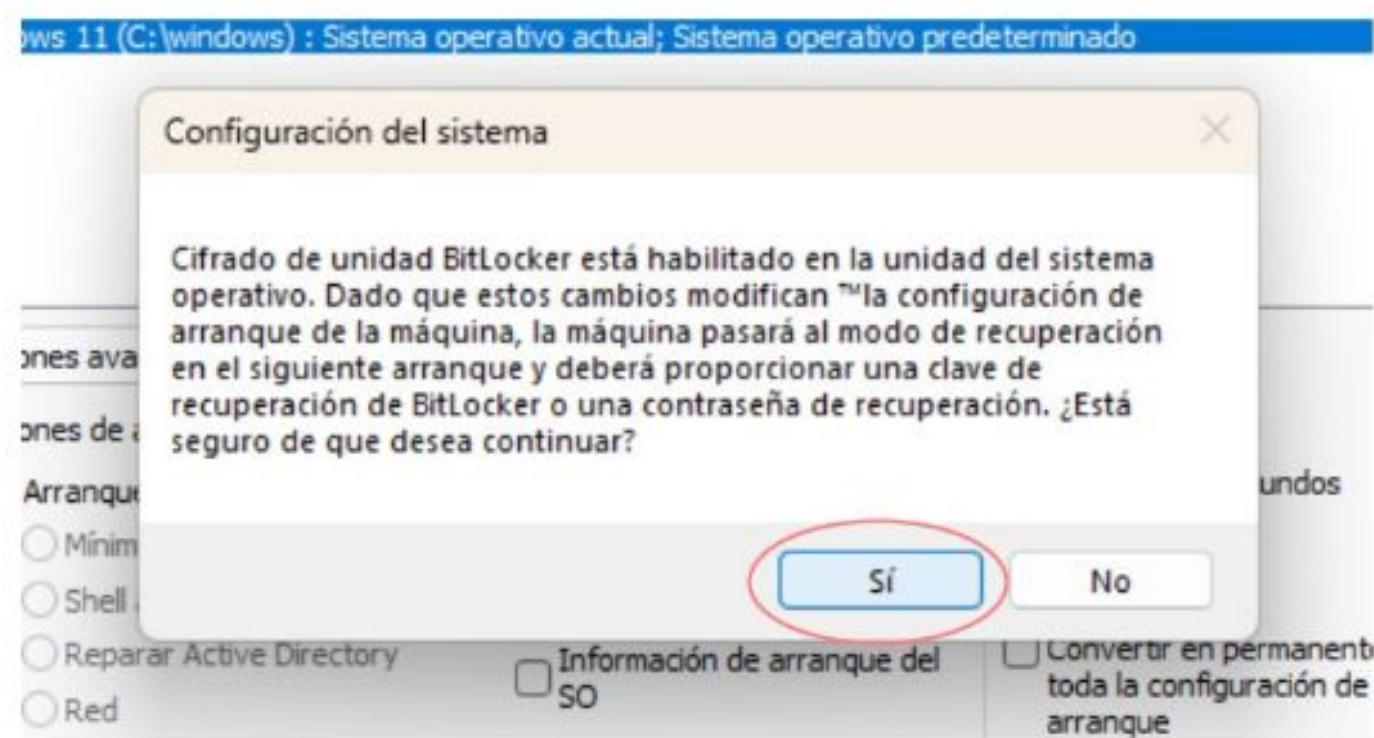 ows 11 (C:\windows) : Sistema operativo actual; Sistema operativo predeterminado
Configuración del sistema
Cifrado de unidad BitLocker está habilitado en la unidad del sistema
operativo. Dado que estos cambios modifican ™la configuración de
arranque de la máquina, la máquina pasará al modo de recuperación
en el siguiente arranque y deberá proporcionar una clave de
recuperación de BitLocker o una contraseña de recuperación. ¿Está
seguro de que desea continuar?
Sí
No
ones ava
ones de a
Arranque
undos
Mínim
Shell
Reparar Active Directory
Red
Información de arranque del
SO
Convertir en permanente
toda la configuración de
arranque